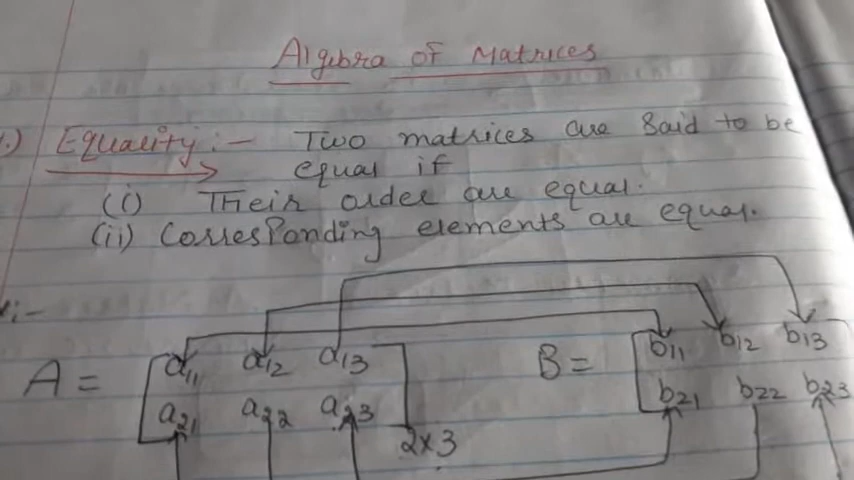 Algebra of Matrices
1.) Equality :- Two matrices are said to be
equal if
(i) Their order are equal.
(ii) Corresponding elements are equal.
:-
A = [a11 a12 a13 B = [b11 b12 b13
a21 a22 a23] 2×3 b21 b22 b23